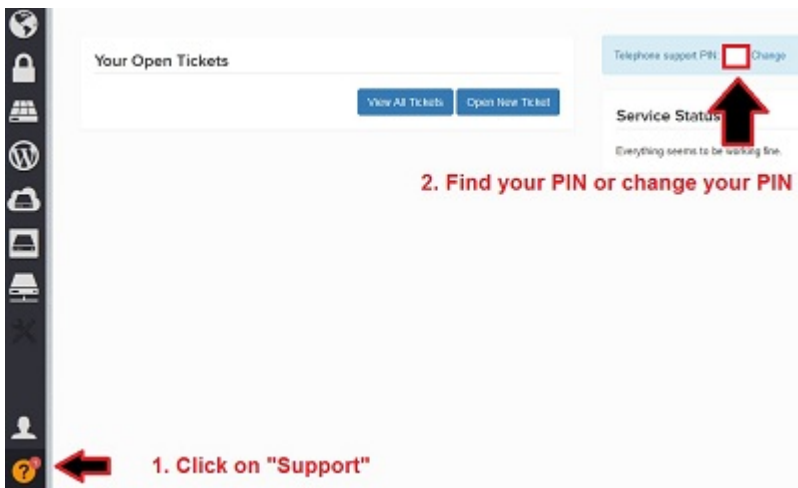 Your Open Tickets
View All Tickets
Open New Ticket
Telephone support PIN: Change
Service Status
Everything seems to be working fine.
2. Find your PIN or change your PIN
1. Click on "Support"
?